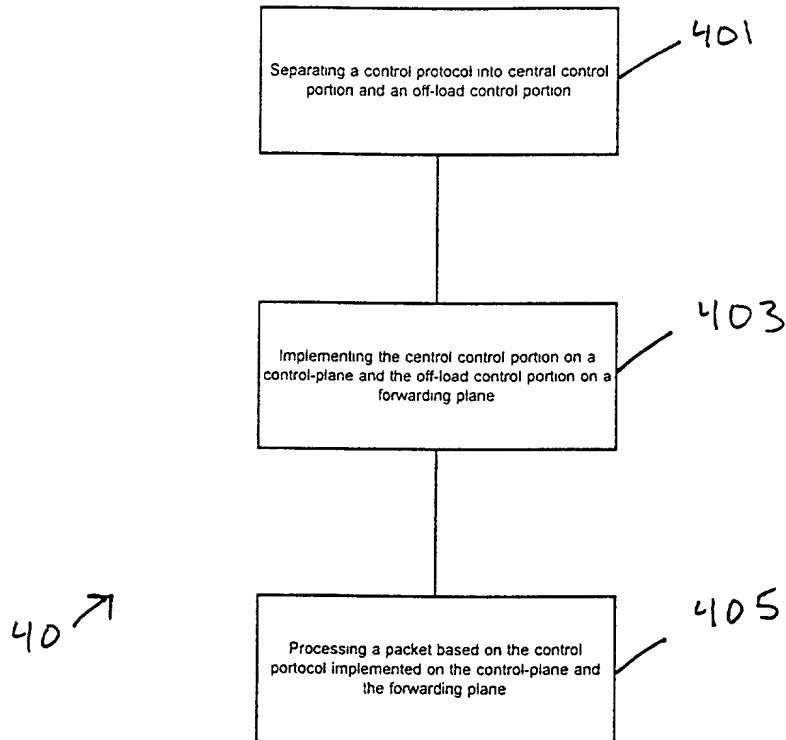 401
Separating a control protocol into central control
portion and an off-load control portion
403
Implementing the central control portion on a
control-plane and the off-load control portion on a
forwarding plane
40
405
Processing a packet based on the control
portocol implemented on the control-plane and
the forwarding plane